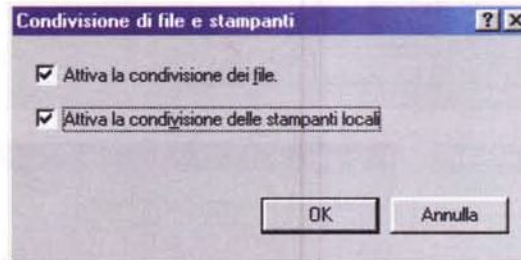 Condivisione di file e stampanti
Attiva la condivisione dei file.
Attiva la condivisione delle stampanti locali
OK
Annulla